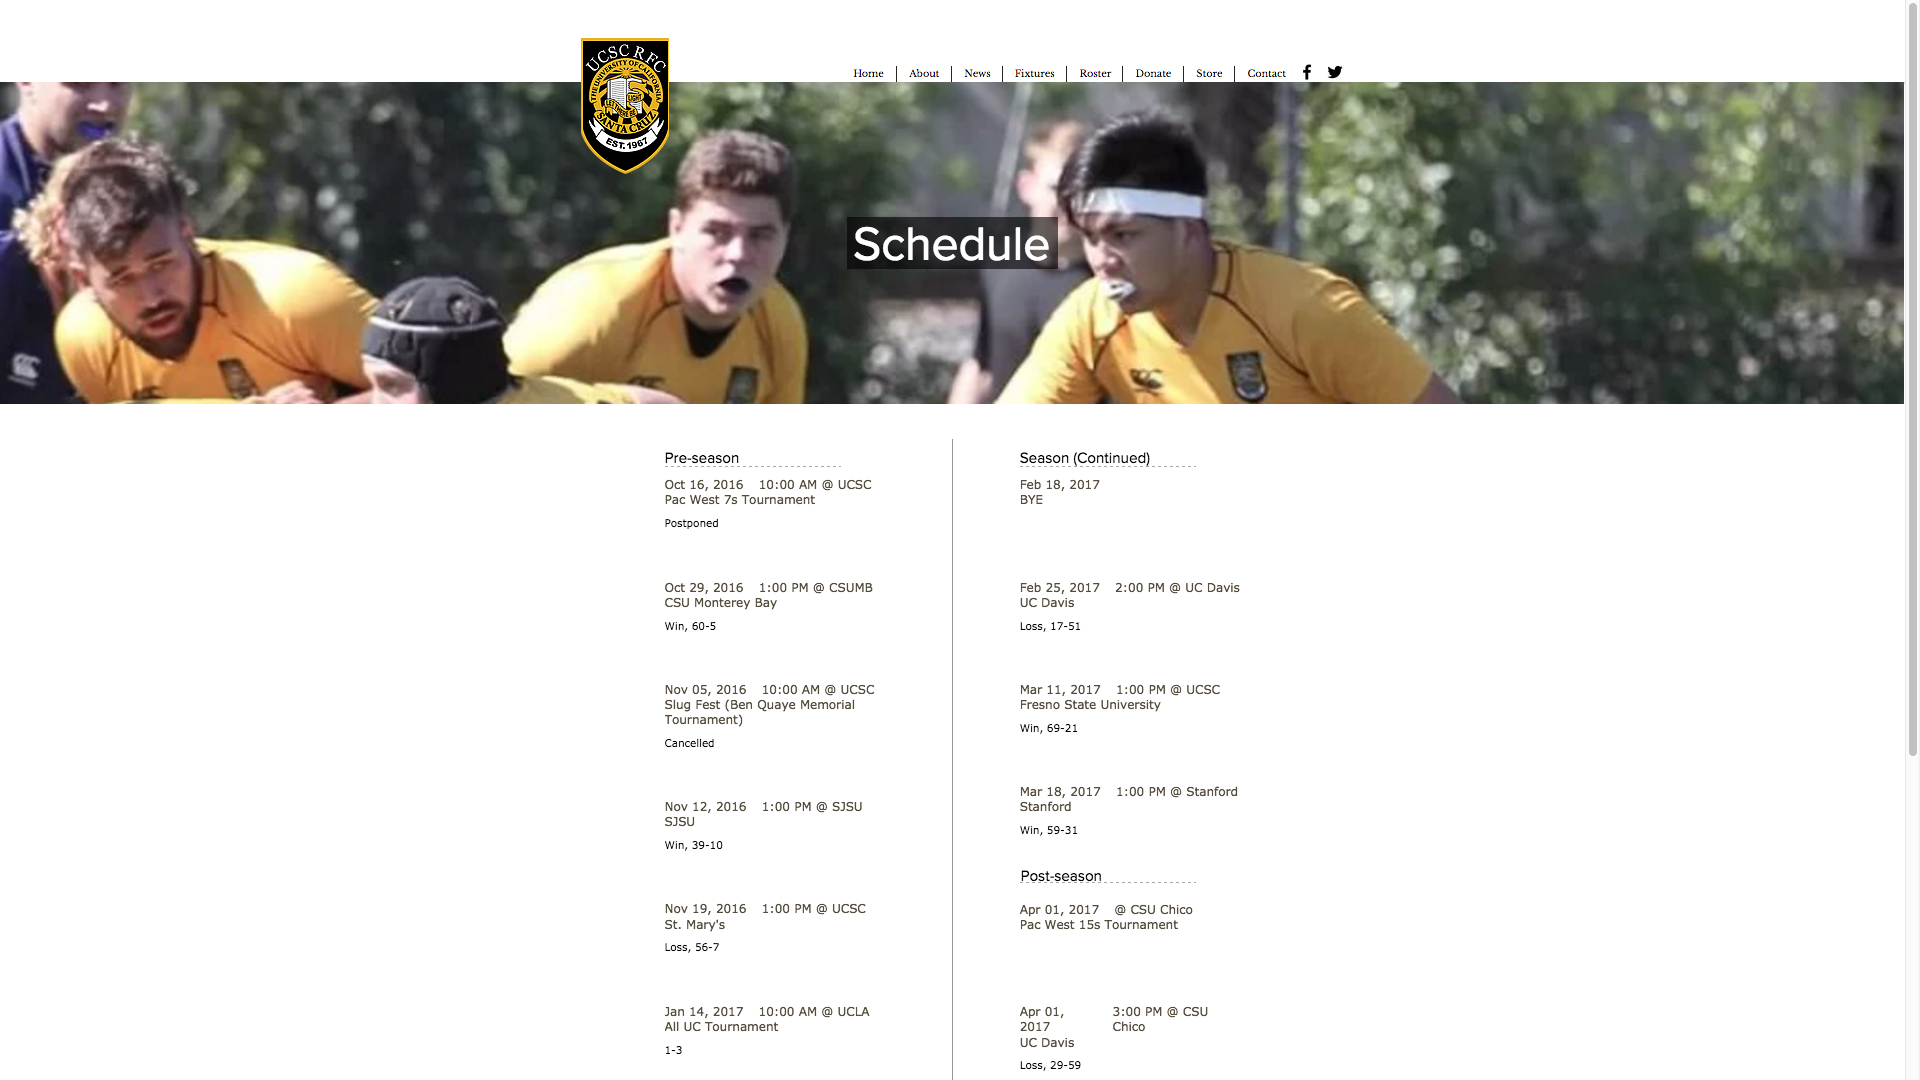 UCSC RFC
THE UNIVERSITY OF CALIFORNIA
SANTA CRUZ
EST. 1967
Home
About
News
Fixtures
Roster
Donate
Store
Contact
Schedule
Pre-season
Oct 16, 2016 10:00 AM @ UCSC
Pac West 7s Tournament
Postponed
Oct 29, 2016 1:00 PM @ CSUMB
CSU Monterey Bay
Win, 60-5
Nov 05, 2016 10:00 AM @ UCSC
Slug Fest (Ben Quaye Memorial
Tournament)
Cancelled
Nov 12, 2016 1:00 PM @ SJSU
SJSU
Win, 39-10
Nov 19, 2016 1:00 PM @ UCSC
St. Mary's
Loss, 56-7
Jan 14, 2017 10:00 AM @ UCLA
All UC Tournament
1-3
Season (Continued)
Feb 18, 2017
BYE
Feb 25, 2017 2:00 PM @ UC Davis
UC Davis
Loss, 17-51
Mar 11, 2017 1:00 PM @ UCSC
Fresno State University
Win, 69-21
Mar 18, 2017 1:00 PM @ Stanford
Stanford
Win, 59-31
Post-season
Apr 01, 2017 @ CSU Chico
Pac West 15s Tournament
Apr 01, 3:00 PM @ CSU
2017 Chico
UC Davis
Loss, 29-59